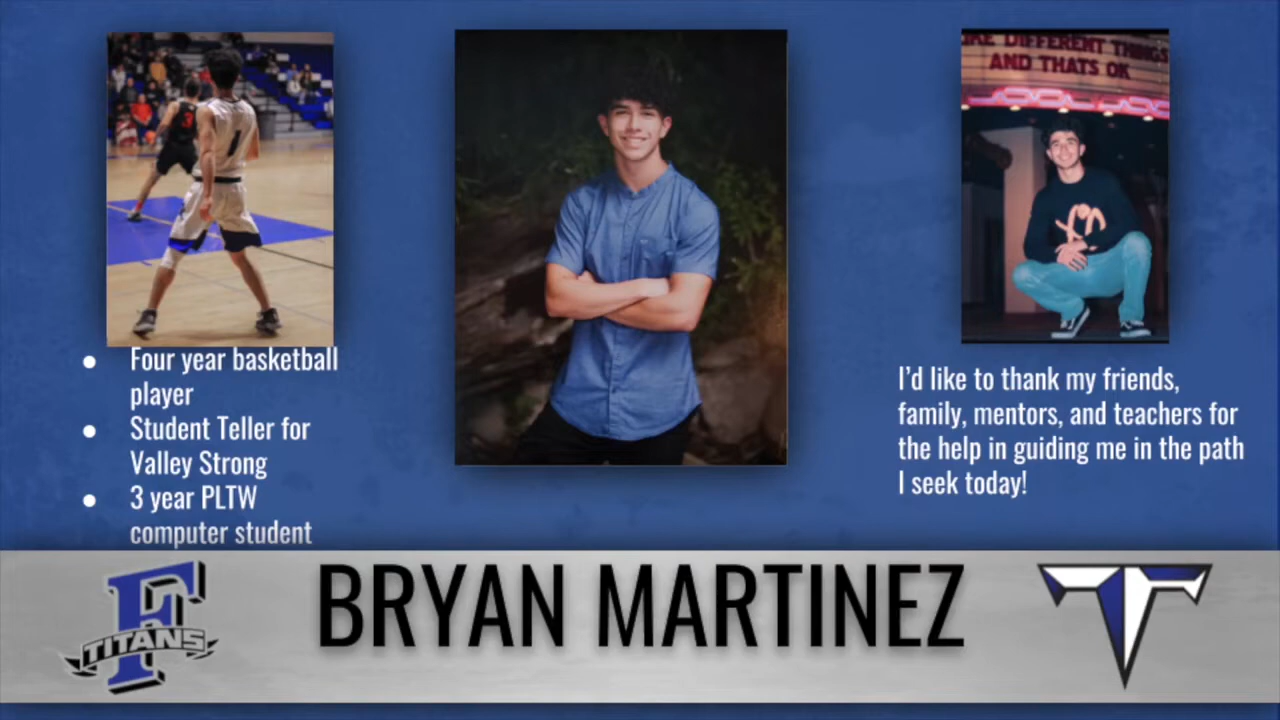 KE DIFFERENT THINGS
AND THATS OK
1
3
● Four year basketball
player
● Student Teller for
Valley Strong
● 3 year PLTW
computer student
I'd like to thank my friends,
family, mentors, and teachers for
the help in guiding me in the path
I seek today!
BRYAN MARTINEZ
F
TITANS
T